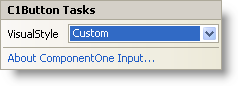 C1Button Tasks
VisualStyle Custom
About ComponentOne Input...